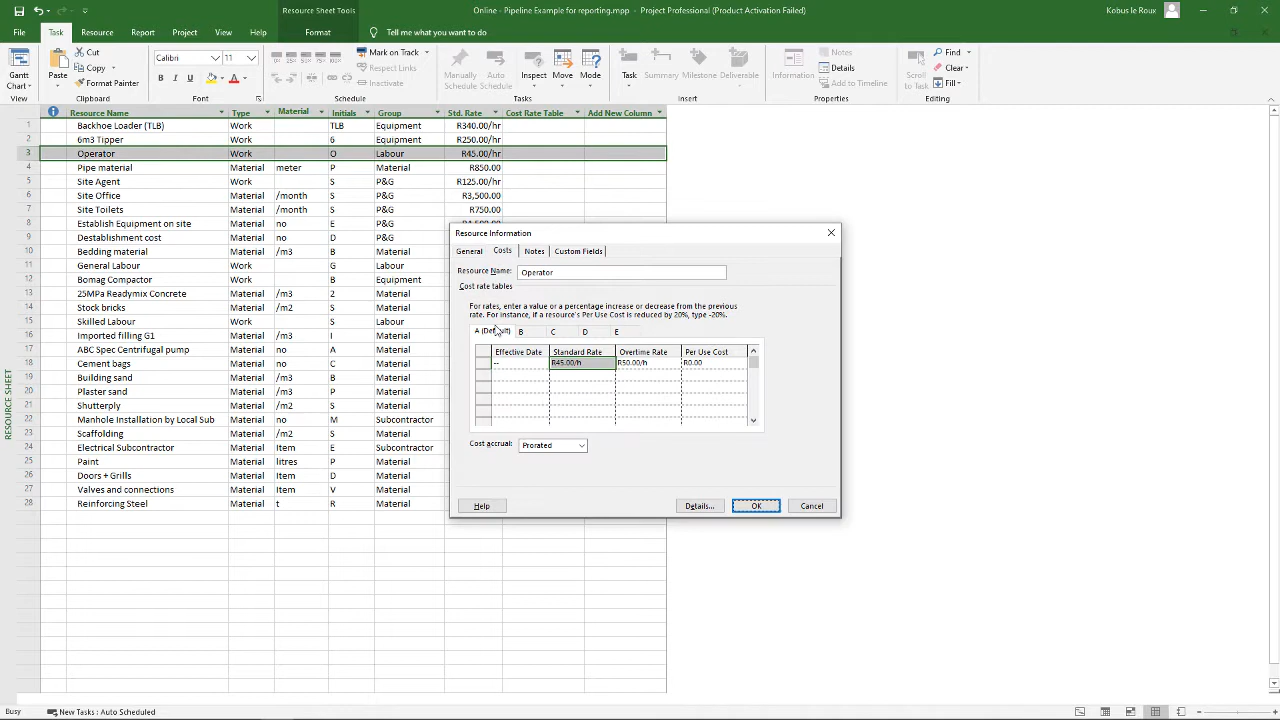 Resource Sheet Tools
Online - Pipeline Example for reporting.mpp - Project Professional (Product Activation Failed)
Kobus le Roux
File Task Resource Report Project View Help Format Tell me what you want to do
Gantt Chart
View
Paste
Cut
Copy
Format Painter
Clipboard
Calibri 11
B I U A
Font
Mark on Track
Respect Links
Inactivate
Schedule
Manually Schedule
Auto Schedule
Inspect Move Mode
Tasks
Task Summary Milestone Deliverable
Insert
Information
Notes
Details
Add to Timeline
Properties
Scroll to Task
Find
Clear
Fill
Editing
Resource Name Type Material Initials Group Std. Rate Cost Rate Table Add New Column
1 Backhoe Loader (TLB) Work TLB Equipment R340.00/hr
2 6m3 Tipper Work 6 Equipment R250.00/hr
3 Operator Work O Labour R45.00/hr
4 Pipe material Material meter P Material R850.00
5 Site Agent Work S P&G R125.00/hr
6 Site Office Material /month S P&G R3,500.00
7 Site Toilets Material /month S P&G R750.00
8 Establish Equipment on site Material no E P&G
9 Destablishment cost Material no D P&G
10 Bedding material Material /m3 B Material
11 General Labour Work G Labour
12 Bomag Compactor Work B Equipment
13 25MPa Readymix Concrete Material /m3 2 Material
14 Stock bricks Material /m2 S Material
15 Skilled Labour Work S Labour
16 Imported filling G1 Material /m3 I Material
17 ABC Spec Centrifugal pump Material no A Material
18 Cement bags Material no C Material
19 Building sand Material /m3 B Material
20 Plaster sand Material /m3 P Material
21 Shutterply Material /m2 S Material
22 Manhole Installation by Local Sub Material no M Subcontractor
23 Scaffolding Material /m2 S Material
24 Electrical Subcontractor Material Item E Subcontractor
25 Paint Material litres P Material
26 Doors + Grills Material Item D Material
27 Valves and connections Material Item V Material
28 Reinforcing Steel Material t R Material
RESOURCE SHEET
Resource Information
General Costs Notes Custom Fields
Resource Name: Operator
Cost rate tables
For rates, enter a value or a percentage increase or decrease from the previous
rate. For instance, if a resource's Per Use Cost is reduced by 20%, type -20%.
A (Default) B C D E
Effective Date Standard Rate Overtime Rate Per Use Cost
-- R45.00/h R50.00/h R0.00
Cost accrual: Prorated
Help Details... OK Cancel
Busy New Tasks : Auto Scheduled